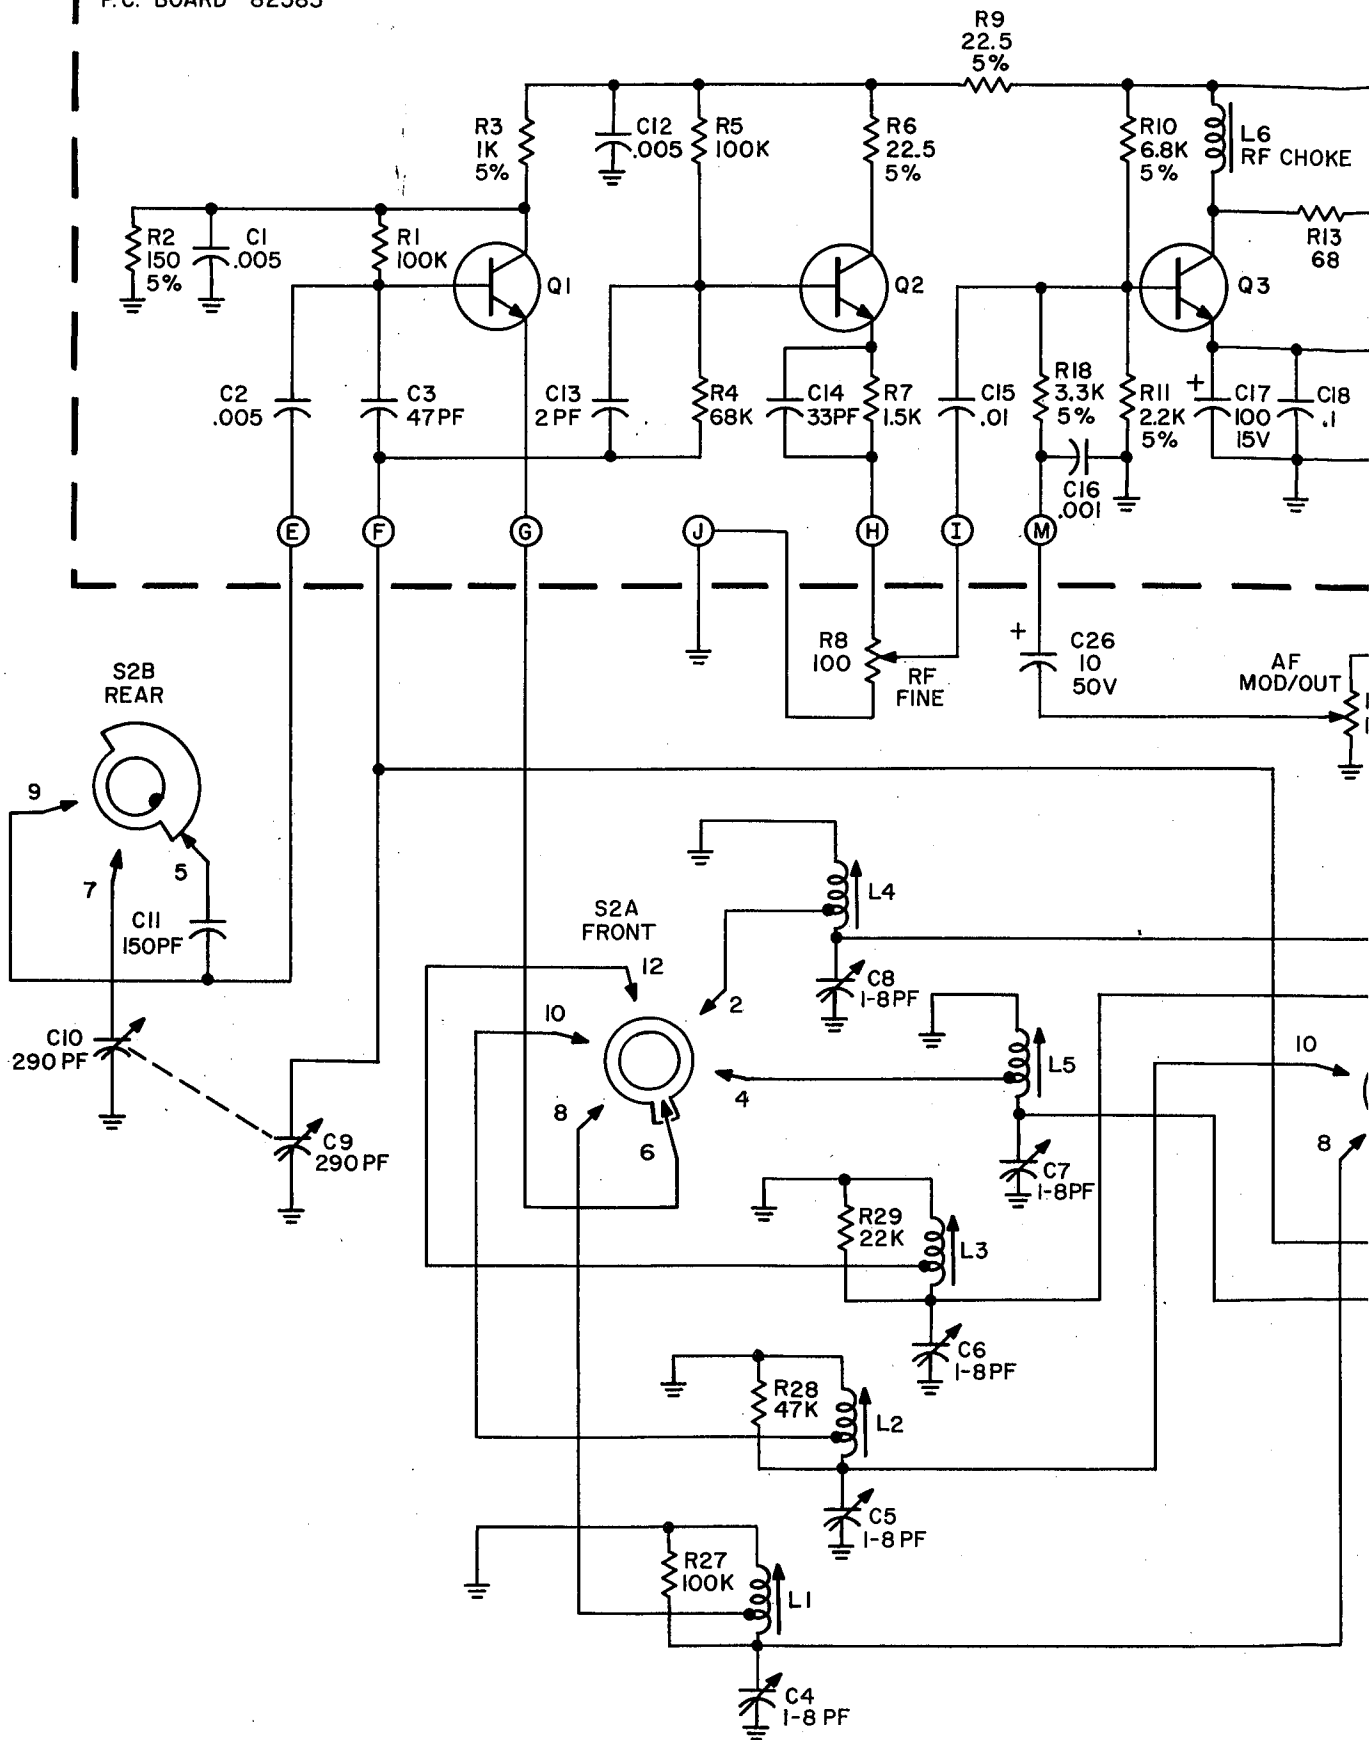 P.C. BOARD 82585
R9
22.5
5%
R3
1K
5%
C12
.005
R5
100K
R6
22.5
5%
R10
6.8K
5%
L6
RF CHOKE
R2
150
5%
C1
.005
R1
100K
Q1
Q2
Q3
R13
68
C2
.005
C3
47PF
C13
2PF
R4
68K
C14
33PF
R7
1.5K
C15
.01
R18
3.3K
5%
R11
2.2K
5%
+
C17
100
15V
C18
.1
C16
.001
E
F
G
J
H
I
M
R8
100
RF
FINE
+
C26
10
50V
AF
MOD/OUT
S2B
REAR
9
7
5
C11
150PF
C10
290PF
C9
290PF
S2A
FRONT
12
10
8
6
2
4
L4
C8
1-8PF
L5
C7
1-8PF
10
8
R29
22K
L3
C6
1-8PF
R28
47K
L2
C5
1-8PF
R27
100K
L1
C4
1-8PF